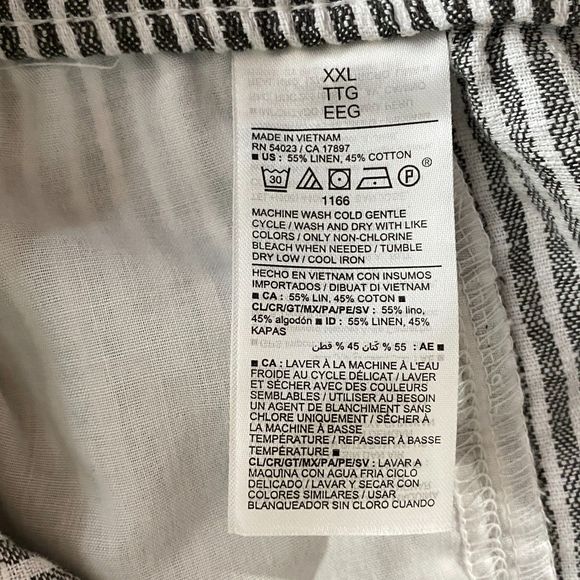 XXL
TTG
EEG
MADE IN VIETNAM
RN 54023 / CA 17897
■ US : 55% LINEN, 45% COTTON
®
30 P
1166
MACHINE WASH COLD GENTLE
CYCLE / WASH AND DRY WITH LIKE
COLORS / ONLY NON-CHLORINE
BLEACH WHEN NEEDED / TUMBLE
DRY LOW / COOL IRON
HECHO EN VIETNAM CON INSUMOS
IMPORTADOS / DIBUAT DI VIETNAM
■ CA : 55% LIN, 45% COTON ■
CL/CR/GT/MX/PA/PE/SV : 55% lino,
45% algodón ■ ID : 55% LINEN, 45%
KAPAS
■ AE : 55 % كتان 45 % قطن
■ CA : LAVER À LA MACHINE À L'EAU
FROIDE AU CYCLE DÉLICAT / LAVER
ET SÉCHER AVEC DES COULEURS
SEMBLABLES / UTILISER AU BESOIN
UN AGENT DE BLANCHIMENT SANS
CHLORE UNIQUEMENT / SÉCHER À
LA MACHINE À BASSE
TEMPÉRATURE / REPASSER À BASSE
TEMPÉRATURE ■
CL/CR/GT/MX/PA/PE/SV : LAVAR A
MAQUINA CON AGUA FRIA CICLO
DELICADO / LAVAR Y SECAR CON
COLORES SIMILARES / USAR
BLANQUEADOR SIN CLORO CUANDO